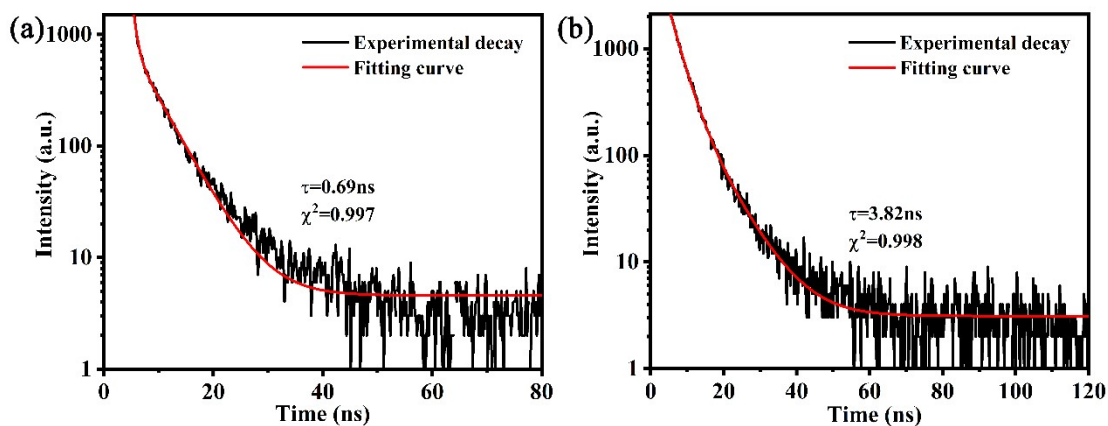 (a)
1000
100
10
1
Intensity (a.u.)
Experimental decay
Fitting curve
τ=0.69ns
χ²=0.997
0 20 40 60 80
Time (ns)
(b)
1000
100
10
1
Intensity (a.u.)
Experimental decay
Fitting curve
τ=3.82ns
χ²=0.998
0 20 40 60 80 100 120
Time (ns)